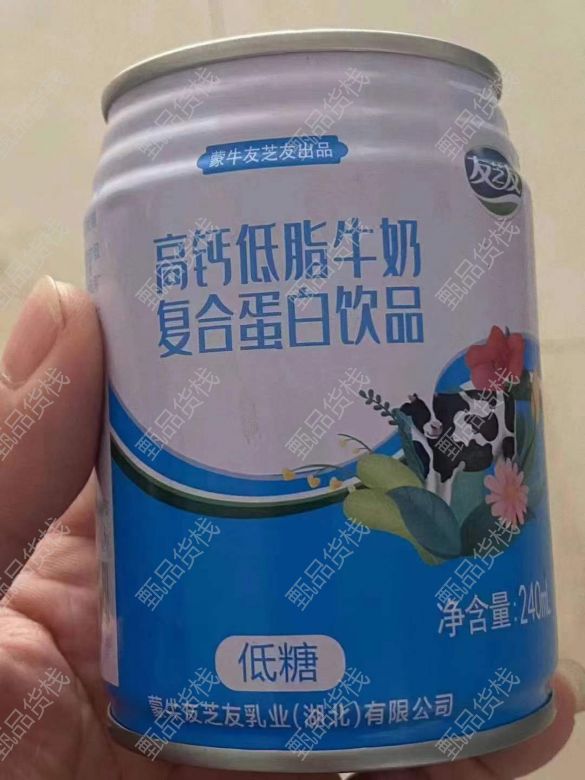 蒙牛友芝友出品
友芝友
高钙低脂牛奶
复合蛋白饮品
净含量:240mL
低糖
蒙牛友芝友乳业(湖北)有限公司
甄品货栈